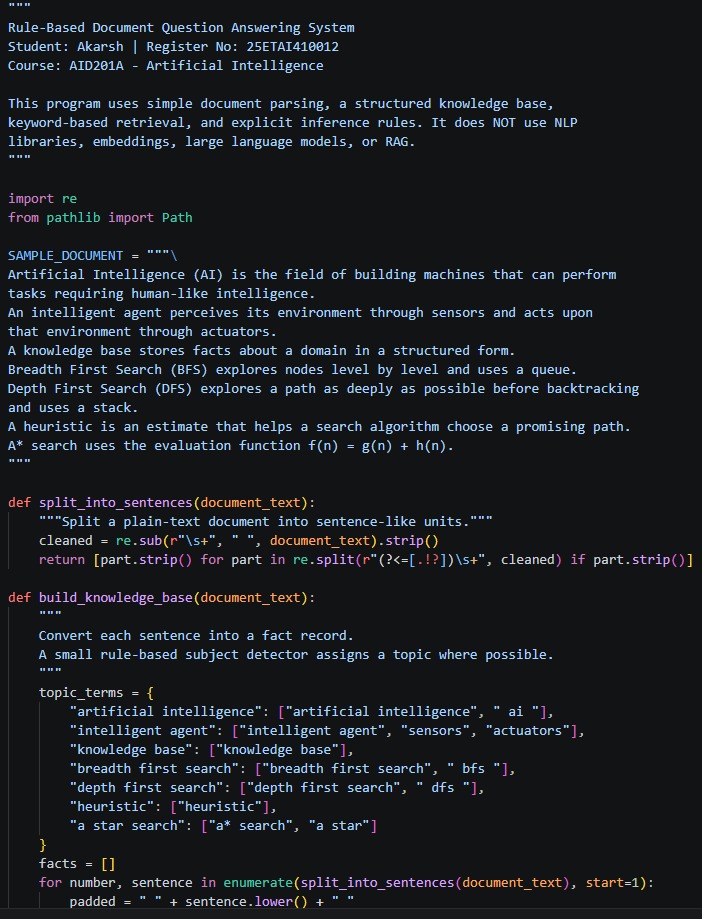 """
Rule-Based Document Question Answering System
Student: Akarsh | Register No: 25ETAI410012
Course: AID201A - Artificial Intelligence

This program uses simple document parsing, a structured knowledge base,
keyword-based retrieval, and explicit inference rules. It does NOT use NLP
libraries, embeddings, large language models, or RAG.
"""

import re
from pathlib import Path

SAMPLE_DOCUMENT = """\
Artificial Intelligence (AI) is the field of building machines that can perform
tasks requiring human-like intelligence.
An intelligent agent perceives its environment through sensors and acts upon
that environment through actuators.
A knowledge base stores facts about a domain in a structured form.
Breadth First Search (BFS) explores nodes level by level and uses a queue.
Depth First Search (DFS) explores a path as deeply as possible before backtracking
and uses a stack.
A heuristic is an estimate that helps a search algorithm choose a promising path.
A* search uses the evaluation function f(n) = g(n) + h(n).
"""

def split_into_sentences(document_text):
    """Split a plain-text document into sentence-like units."""
    cleaned = re.sub(r"\s+", " ", document_text).strip()
    return [part.strip() for part in re.split(r"(?<=[.!?])\s+", cleaned) if part.strip()]

def build_knowledge_base(document_text):
    """
    Convert each sentence into a fact record.
    A small rule-based subject detector assigns a topic where possible.
    """
    topic_terms = {
        "artificial intelligence": ["artificial intelligence", " ai "],
        "intelligent agent": ["intelligent agent", "sensors", "actuators"],
        "knowledge base": ["knowledge base"],
        "breadth first search": ["breadth first search", " bfs "],
        "depth first search": ["depth first search", " dfs "],
        "heuristic": ["heuristic"],
        "a star search": ["a* search", "a star"]
    }
    facts = []
    for number, sentence in enumerate(split_into_sentences(document_text), start=1):
        padded = " " + sentence.lower() + " "